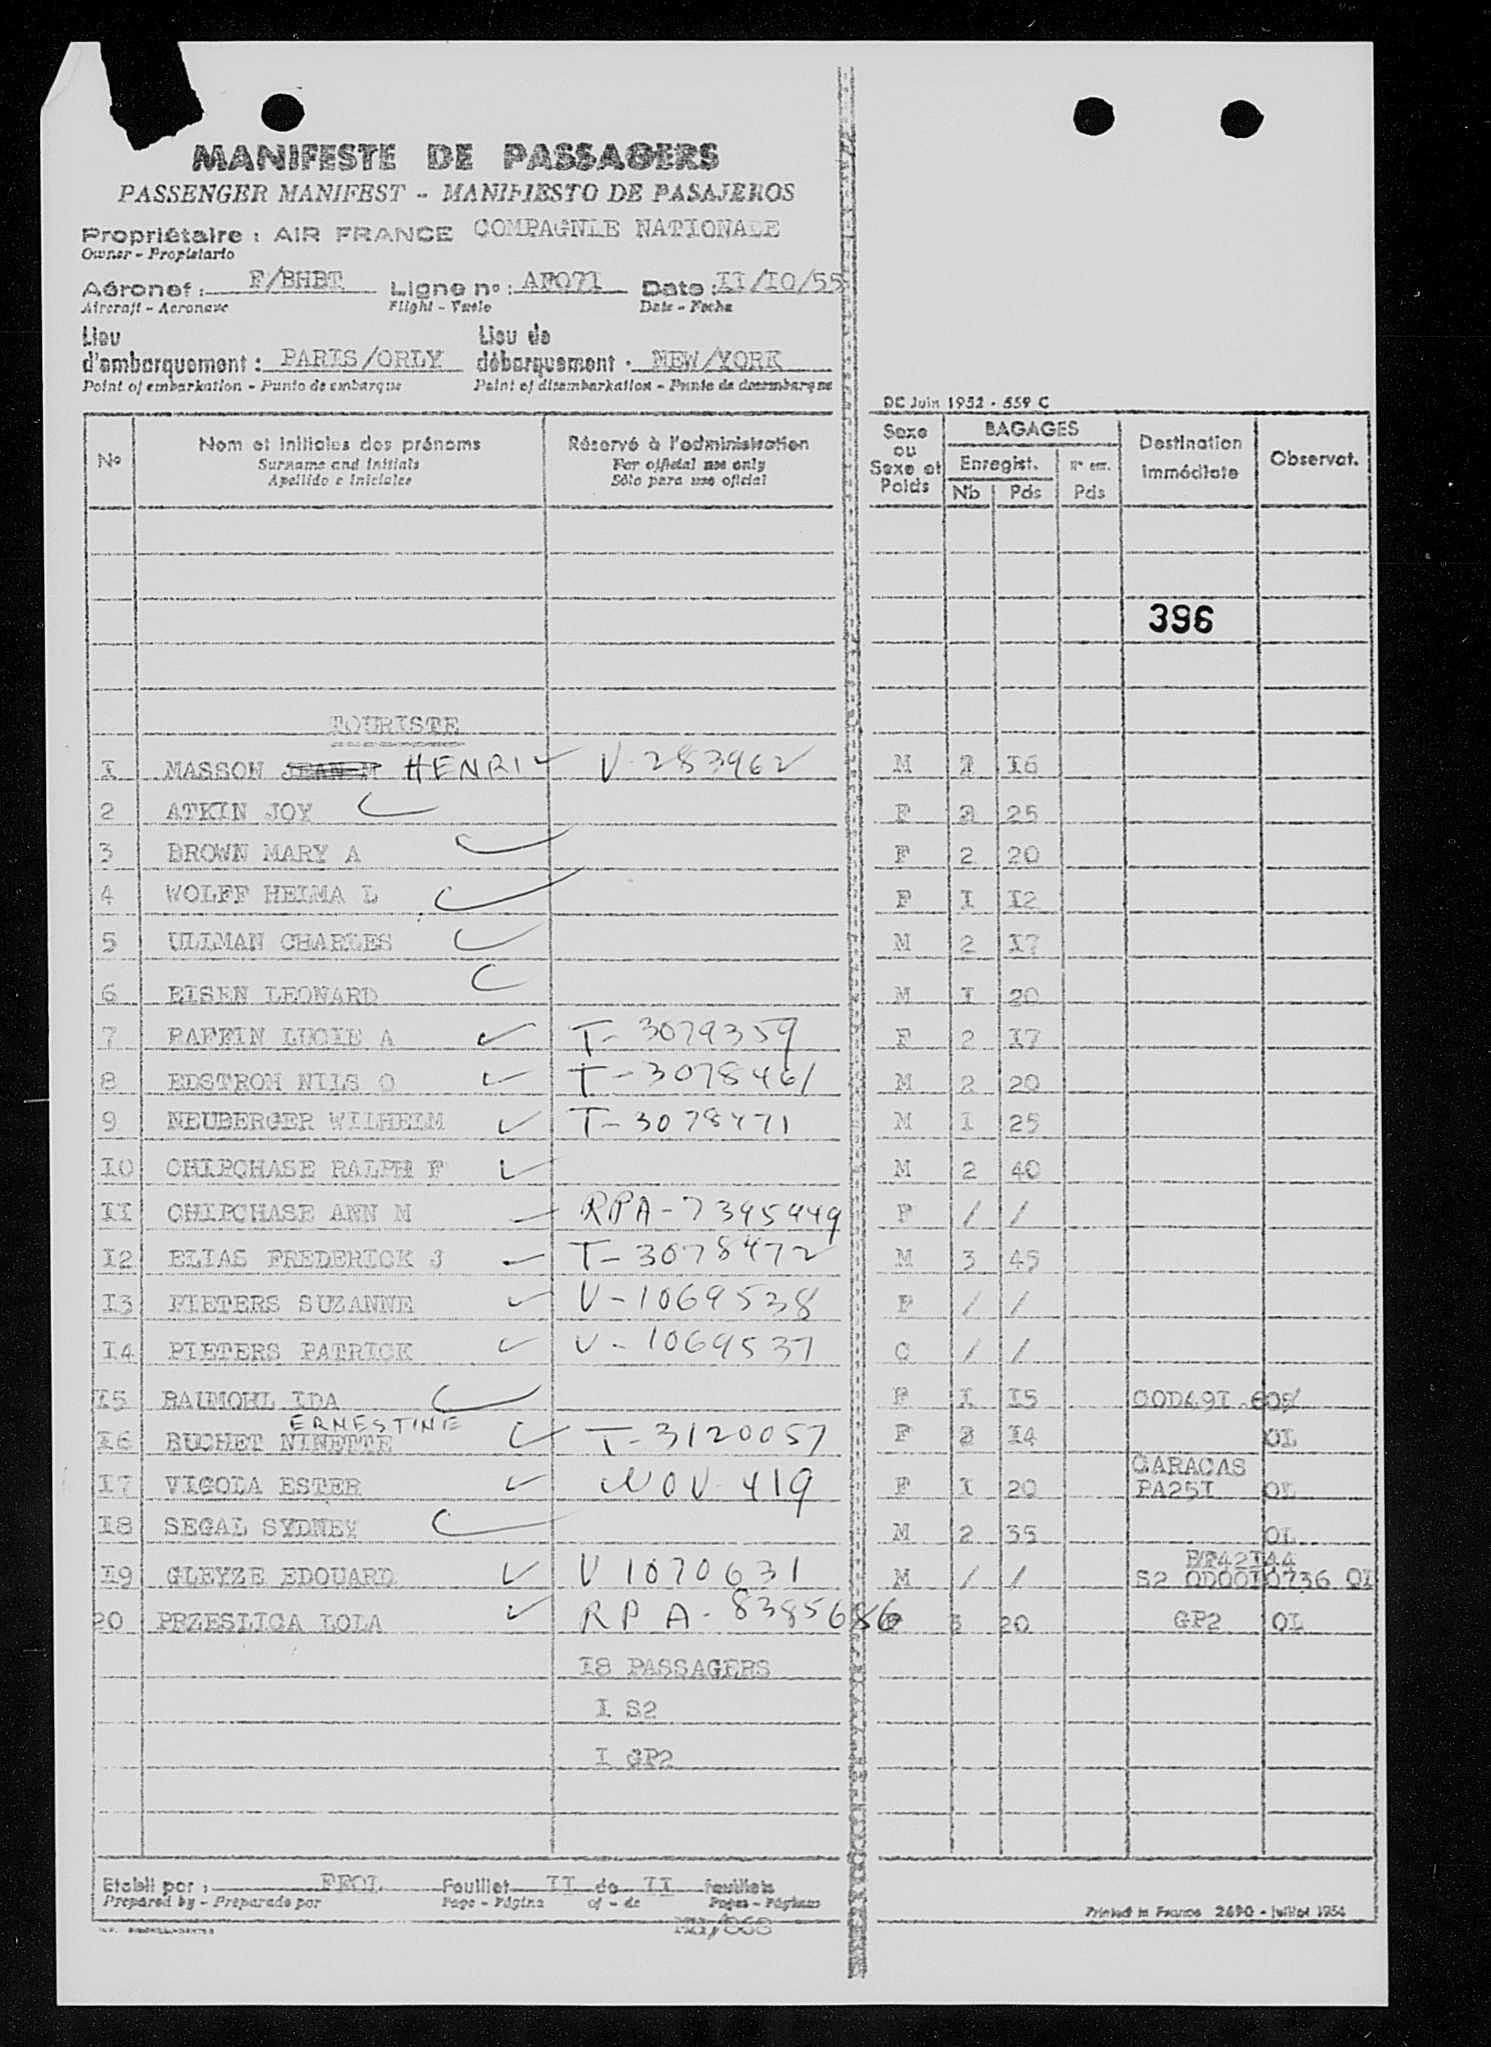 MANIFESTE DE PASSAGERS
PASSENGER MANIFEST - MANIFIESTO DE PASAJEROS
Propriétaire : AIR FRANCE COMPAGNIE NATIONALE
Owner - Propietario
Aéronef : F/BHBT Ligne no : AF071 Date : II/IO/55
Aircraft - Aeronave Flight - Vuelo Date - Fecha
Lieu d'embarquement : PARIS/ORLY Lieu de débarquement : NEW/YORK
Point of embarkation - Punto de embarque Point of disembarkation - Punto de desembarque
DC Juin 1952 - 559 C
No Nom et initiales des prénoms Réservé à l'administration Sexe ou Sexe et Poids BAGAGES Destination immédiate Observat.
Surname and initials For official use only Enregist. No enr.
Apellido e iniciales Sólo para uso oficial Nb Pds Pds
396
TOURISTE
I MASSON JEAN M HENRI V-283962 M I6
2 ATKIN JOY F 25
3 BROWN MARY A F 2 20
4 WOLFF HELMA L F I I2
5 ULLMAN CHARLES M 2 I7
6 EISEN LEONARD M I 20
7 RAFFIN LUCIE A T-3079359 F 2 I7
8 EDSTROM NILS O T-3078461 M 2 20
9 NEUBERGER WILHELM T-3078471 M I 25
IO CHIPCHASE RALPH F M 2 40
II CHIPCHASE ANN M RPA-7395949 F / /
I2 ELIAS FREDERICK J T-3078472 M 3 45
I3 PIETERS SUZANNE V-1069538 F / /
I4 PIETERS PATRICK V-1069537 C / /
I5 BAUMOHL IDA F I I5
ERNESTINE
I6 BUCHET NINETTE T-3120057 F I4 OL
CARACAS
I7 VIGOLA ESTER NOV-419 F I 20 PA25I OL
I8 SEGAL SYDNEY M 2 35 OL
I9 GLEYZE EDOUARD V 1070631 M / / S2 OD00I0736 OL
20 PRZESLICA LOLA RPA-8385686 3 20 GP2 OL
I8 PASSAGERS
I S2
I GP2
Etabli par : Feuillet II de II feuillets
Prepared by - Preparado por Page - Página of - de Pages - Páginas
Printed in France 2690 - Juillet 1954